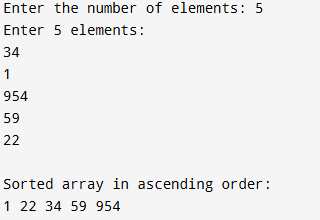 Enter the number of elements: 5
Enter 5 elements:
34
1
954
59
22
Sorted array in ascending order:
1 22 34 59 954